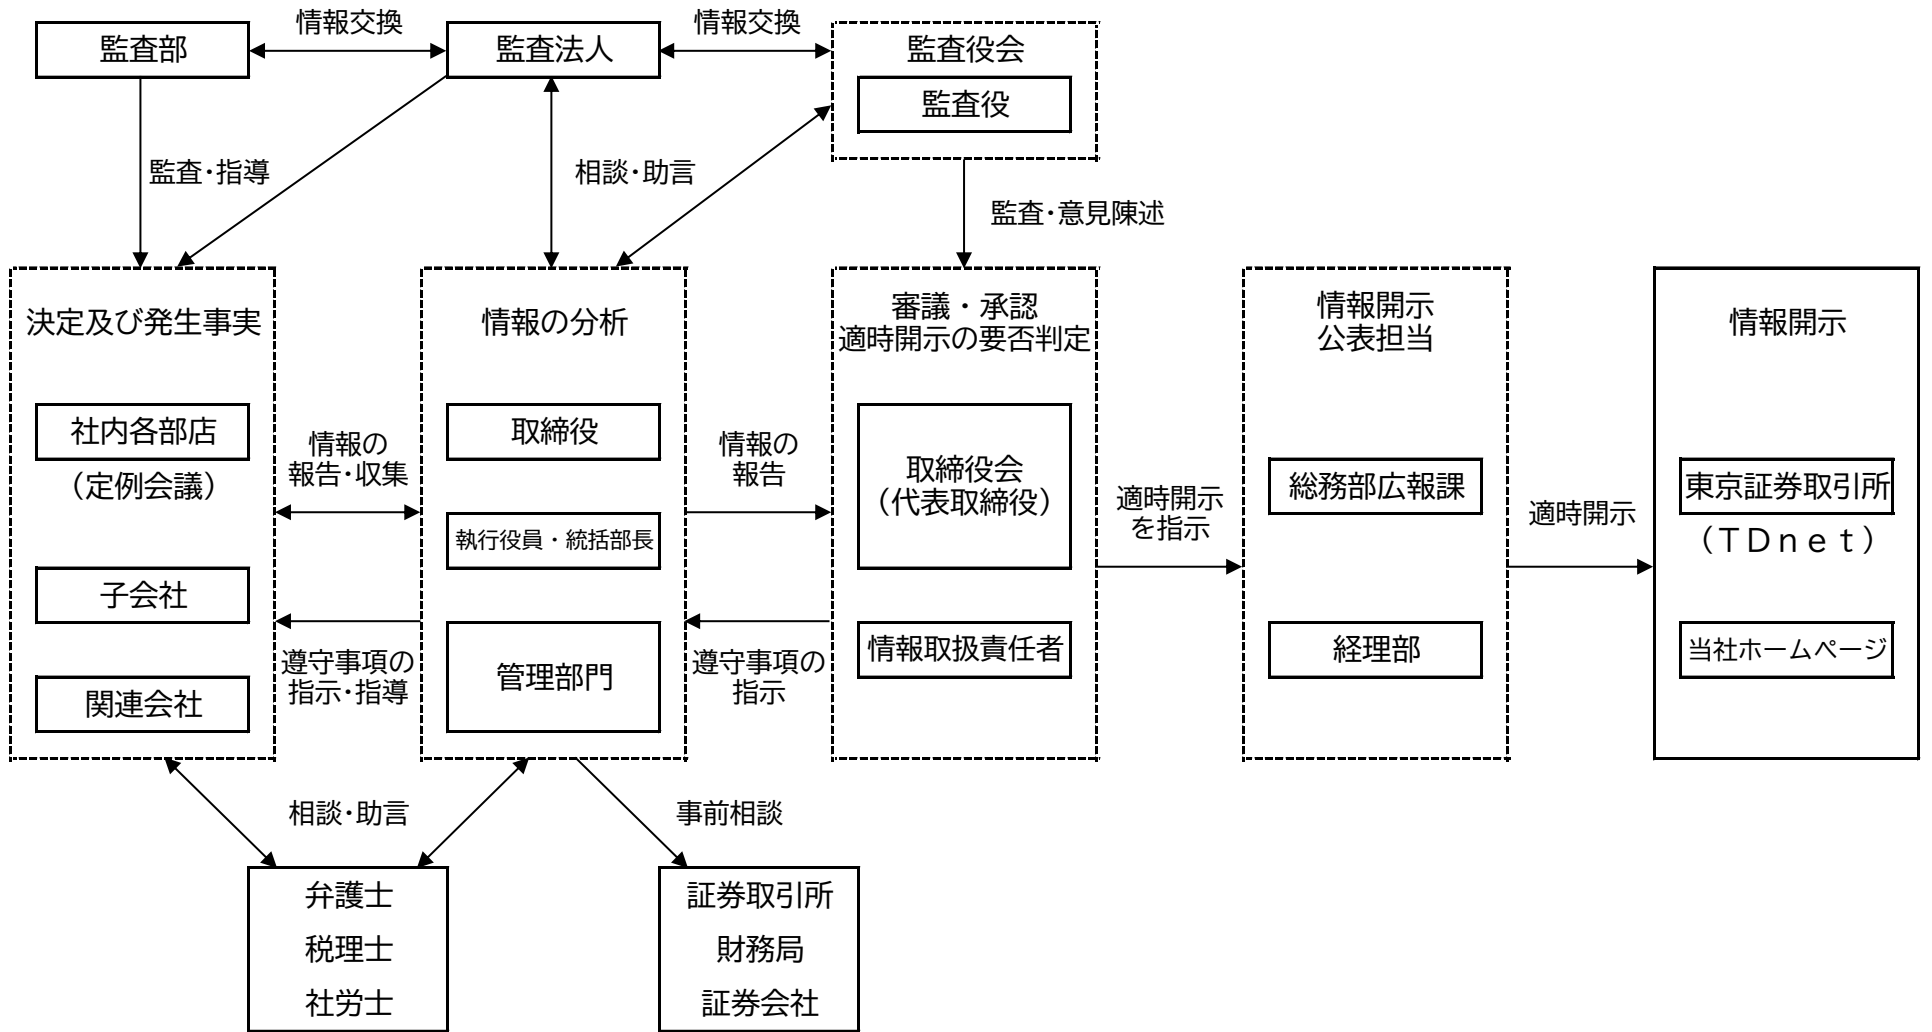 情報交換
情報交換
監査部
監査法人
監査役会
監査役
監査･指導
相談･助言
監査･意見陳述
決定及び発生事実
社内各部店
（定例会議）
子会社
関連会社
情報の
報告･収集
遵守事項の
指示･指導
情報の分析
取締役
執行役員・統括部長
管理部門
情報の
報告
遵守事項の
指示
審議・承認
適時開示の要否判定
取締役会
（代表取締役）
情報取扱責任者
適時開示
を指示
情報開示
公表担当
総務部広報課
経理部
適時開示
情報開示
東京証券取引所
（ＴＤｎｅｔ）
当社ホームページ
相談･助言
事前相談
弁護士
税理士
社労士
証券取引所
財務局
証券会社